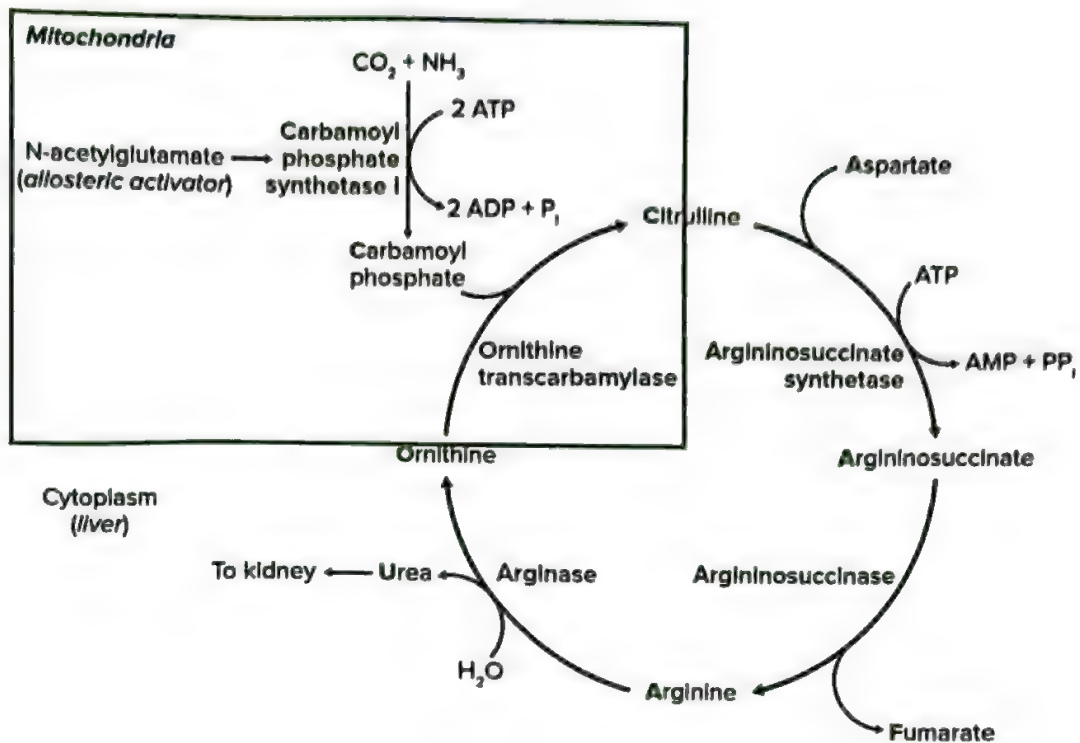 Mitochondria
CO₂ + NH₃
2 ATP
Carbamoyl
phosphate
synthetase I
N-acetylglutamate
(allosteric activator)
2 ADP + Pᵢ
Carbamoyl
phosphate
Citrulline
Aspartate
ATP
Ornithine
transcarbamylase
Argininosuccinate
synthetase
AMP + PPᵢ
Ornithine
Argininosuccinate
Cytoplasm
(liver)
To kidney
Urea
Arginase
Argininosuccinase
H₂O
Arginine
Fumarate